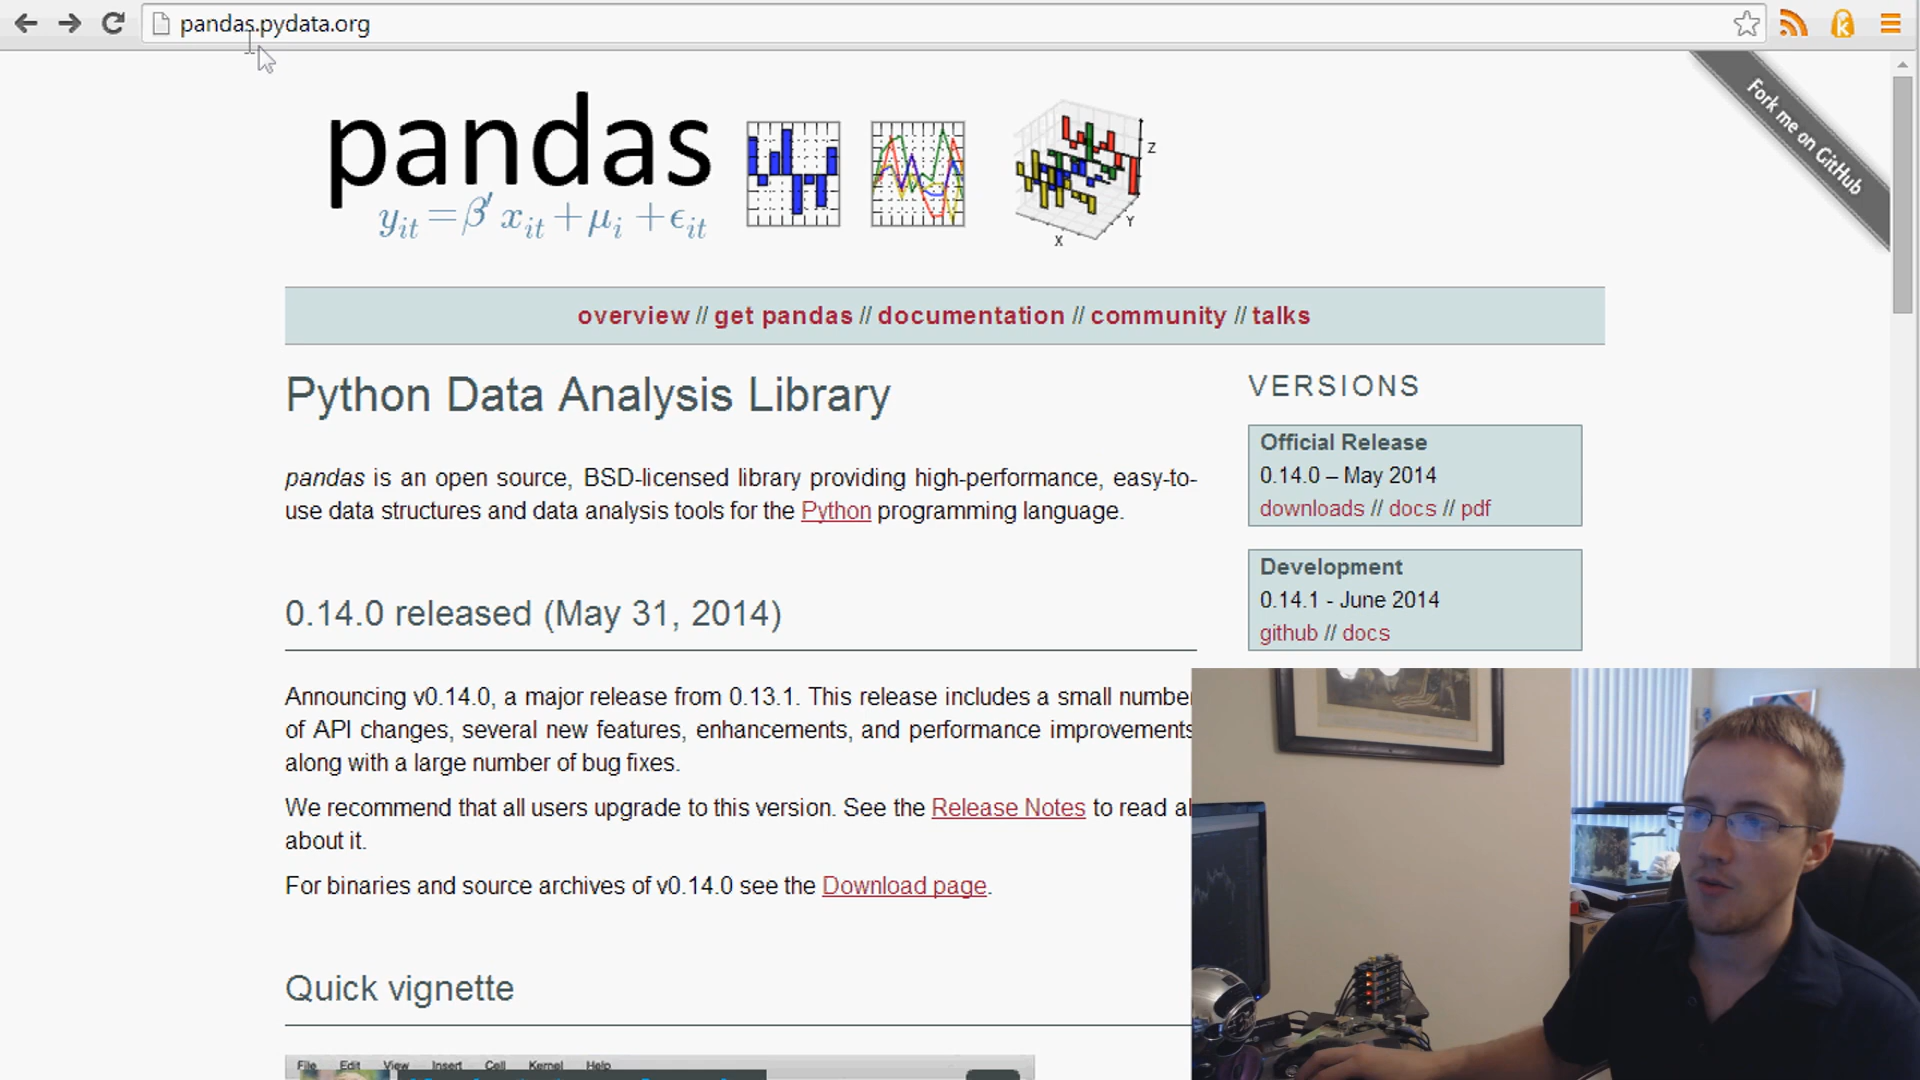 pandas.pydata.org
Fork me on GitHub
pandas
y_it = β′ x_it + μ_i + ϵ_it
Z
Y
X
overview // get pandas // documentation // community // talks
Python Data Analysis Library
pandas is an open source, BSD-licensed library providing high-performance, easy-to-
use data structures and data analysis tools for the Python programming language.
0.14.0 released (May 31, 2014)
Announcing v0.14.0, a major release from 0.13.1. This release includes a small number
of API changes, several new features, enhancements, and performance improvements
along with a large number of bug fixes.
We recommend that all users upgrade to this version. See the Release Notes to read
about it.
For binaries and source archives of v0.14.0 see the Download page.
Quick vignette
File Edit View Insert Cell Kernel Help
VERSIONS
Official Release
0.14.0 – May 2014
downloads // docs // pdf
Development
0.14.1 - June 2014
github // docs